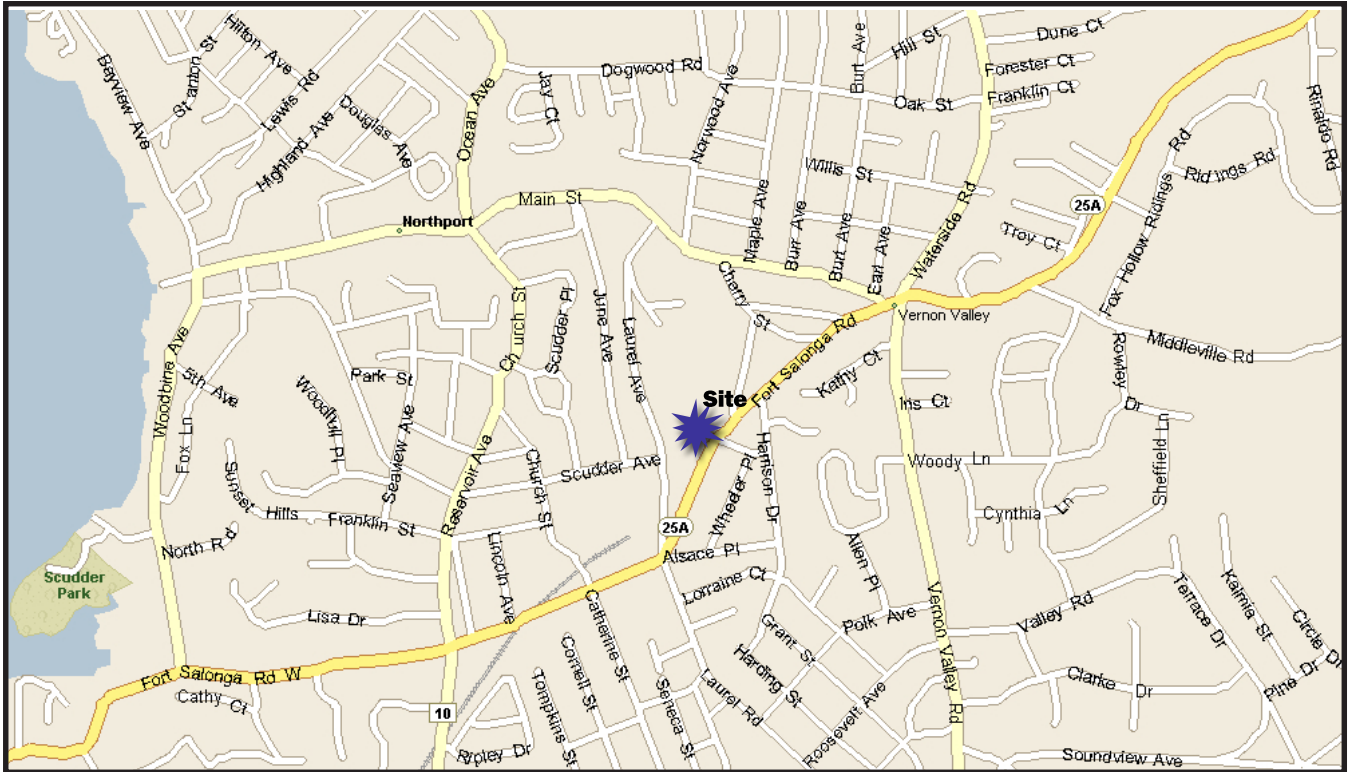 Bayview Ave
Stanton St
Hilton Ave
Lewis Rd
Highland Ave
Douglas Ave
Ocean Ave
Jay Ct
Dogwood Rd
Norwood Ave
Burt Ave
Hill St
Oak St
Dune Ct
Forester Ct
Franklin Ct
Rinaldo Rd
Willis St
Ridings Rd
Fox Hollow Ridings Rd
25A
Troy Ct
Waterside Rd
Main St
Northport
Maple Ave
Burr Ave
Burt Ave
Earl Ave
Cherry St
Vernon Valley
Middleville Rd
Woodbine Ave
5th Ave
Fox Ln
Woodhull Pl
Park St
Seaview Ave
Church St
Scudder Pl
June Ave
Laurel Ave
Site
Fort Salonga Rd
Kathy Ct
Iris Ct
Rowley Dr
Sheffield Ln
Woody Ln
Cynthia Ln
Sunset Hills
Franklin St
Reservoir Ave
Church St
Scudder Ave
Harrison Dr
Wheeler Pl
25A
Alsace Pl
Lorraine Ct
Allen Pl
Polk Ave
Vernon Valley Rd
Valley Rd
Terrace Dr
Kalmia St
Circle Dr
Pine Dr
North Rd
Scudder
Park
Lisa Dr
Lincoln Ave
Catherine St
Cornell St
Tompkins St
Seneca St
Laurel Rd
Grant St
Harding St
Roosevelt Ave
Clarke Dr
Soundview Ave
Fort Salonga Rd W
Cathy Ct
10
Ripley Dr